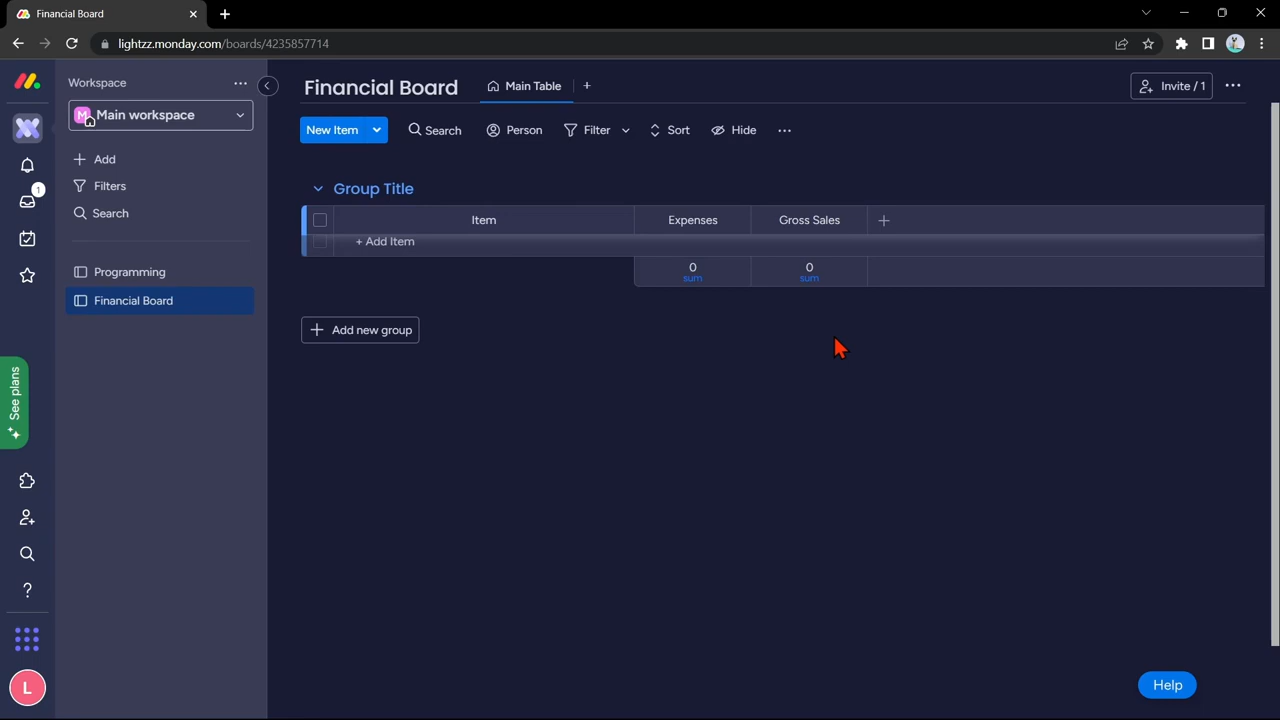 Financial Board
lightzz.monday.com/boards/4235857714
Workspace
M Main workspace
Add
Filters
Search
Programming
Financial Board
1
See plans
L
Financial Board
Main Table
Invite / 1
New Item
Search
Person
Filter
Sort
Hide
Group Title
Item Expenses Gross Sales
+ Add Item
0 0
sum sum
Add new group
Help